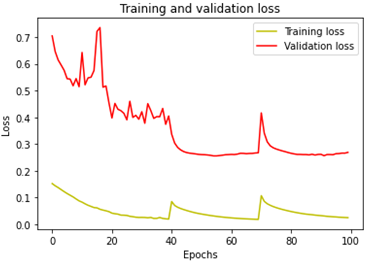 Training and validation loss
Training loss
Validation loss
Loss
0.7
0.6
0.5
0.4
0.3
0.2
0.1
0.0
0 20 40 60 80 100
Epochs